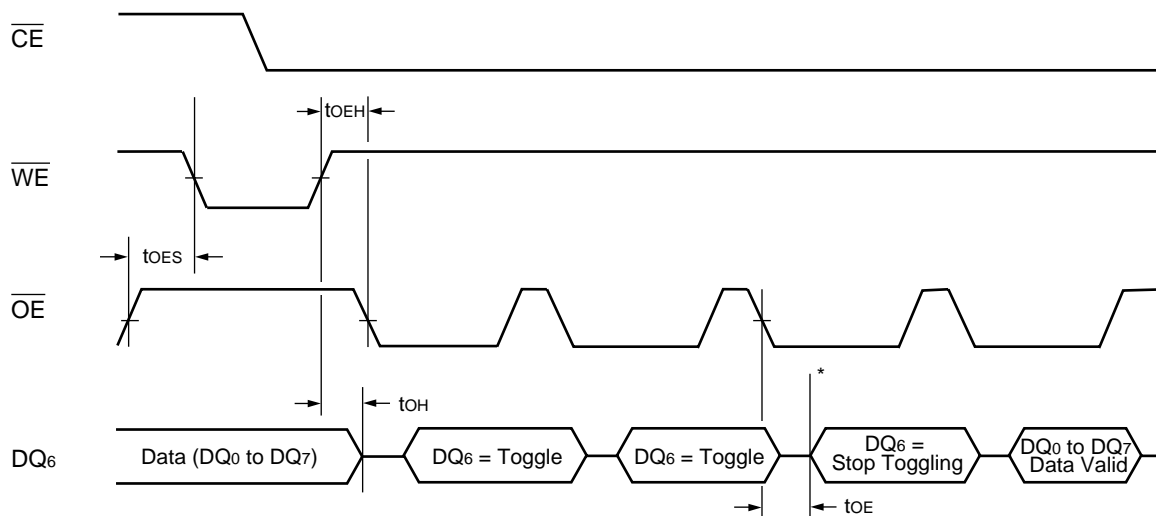 CE
tOEH
WE
tOES
OE
*
tOH
DQ6
Data (DQ0 to DQ7)
DQ6 = Toggle
DQ6 = Toggle
DQ6 =
Stop Toggling
DQ0 to DQ7
Data Valid
tOE